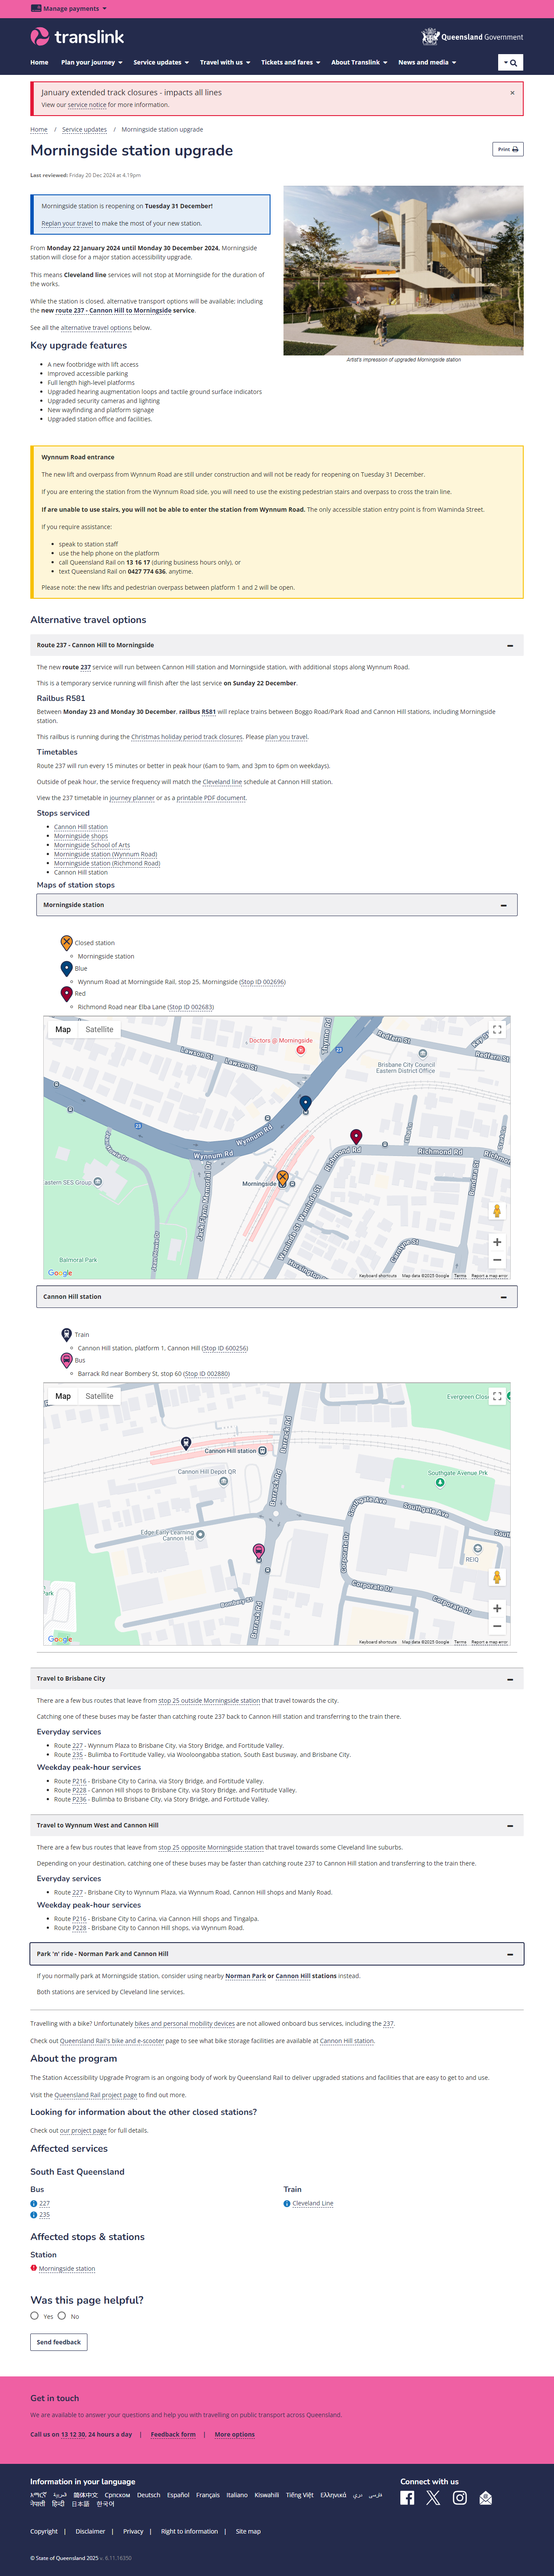 Manage payments
translink
Queensland Government
Home Plan your journey Service updates Travel with us Tickets and fares About Translink News and media
January extended track closures - impacts all lines
View our service notice for more information.
Home / Service updates / Morningside station upgrade
Morningside station upgrade
Print
Last reviewed: Friday 20 Dec 2024 at 4.19pm
Morningside station is reopening on Tuesday 31 December!
Replan your travel to make the most of your new station.
From Monday 22 January 2024 until Monday 30 December 2024, Morningside
station will close for a major station accessibility upgrade.
This means Cleveland line services will not stop at Morningside for the duration of
the works.
While the station is closed, alternative transport options will be available; including
the new route 237 - Cannon Hill to Morningside service.
See all the alternative travel options below.
Artist's impression of upgraded Morningside station
Key upgrade features
A new footbridge with lift access
Improved accessible parking
Full length high-level platforms
Upgraded hearing augmentation loops and tactile ground surface indicators
Upgraded security cameras and lighting
New wayfinding and platform signage
Upgraded station office and facilities.
Wynnum Road entrance
The new lift and overpass from Wynnum Road are still under construction and will not be ready for reopening on Tuesday 31 December.
If you are entering the station from the Wynnum Road side, you will need to use the existing pedestrian stairs and overpass to cross the train line.
If are unable to use stairs, you will not be able to enter the station from Wynnum Road. The only accessible station entry point is from Waminda Street.
If you require assistance:
speak to station staff
use the help phone on the platform
call Queensland Rail on 13 16 17 (during business hours only), or
text Queensland Rail on 0427 774 636, anytime.
Please note: the new lifts and pedestrian overpass between platform 1 and 2 will be open.
Alternative travel options
Route 237 - Cannon Hill to Morningside
The new route 237 service will run between Cannon Hill station and Morningside station, with additional stops along Wynnum Road.
This is a temporary service running will finish after the last service on Sunday 22 December.
Railbus R581
Between Monday 23 and Monday 30 December, railbus R581 will replace trains between Boggo Road/Park Road and Cannon Hill stations, including Morningside
station.
This railbus is running during the Christmas holiday period track closures. Please plan you travel.
Timetables
Route 237 will run every 15 minutes or better in peak hour (6am to 9am, and 3pm to 6pm on weekdays).
Outside of peak hour, the service frequency will match the Cleveland line schedule at Cannon Hill station.
View the 237 timetable in journey planner or as a printable PDF document.
Stops serviced
Cannon Hill station
Morningside shops
Morningside School of Arts
Morningside station (Wynnum Road)
Morningside station (Richmond Road)
Cannon Hill station
Maps of station stops
Morningside station
Closed station
Morningside station
Blue
Wynnum Road at Morningside Rail, stop 25, Morningside (Stop ID 002696)
Red
Richmond Road near Elba Lane (Stop ID 002683)
Map Satellite
Doctors @ Morningside
Thynne Rd
Redfern St
Key St
Redfern St
Lawson St
Lawson St
Brisbane City Council
Eastern District Office
Wynnum Rd
Wynnum Rd
Richmond Rd
Richmond Rd
Richmond
Morningside
eastern SES Group
Jack Flynn Memorial Dr
Waminda St
Waminda St
Balmoral Park
Google
Keyboard shortcuts Map data ©2025 Google Terms Report a map error
Cannon Hill station
Train
Cannon Hill station, platform 1, Cannon Hill (Stop ID 600256)
Bus
Barrack Rd near Bombery St, stop 60 (Stop ID 002880)
Map Satellite
Evergreen Close
Barrack Rd
Cannon Hill station
Cannon Hill Depot QR
Barrack Rd
Southgate Avenue Prk
Southgate Ave
Southgate Ave
Edge Early Learning
Cannon Hill
Corporate Dr
REIQ
Corporate Dr
Corporate Dr
Bombery St
Barrack Rd
Park
Google
Keyboard shortcuts Map data ©2025 Google Terms Report a map error
Travel to Brisbane City
There are a few bus routes that leave from stop 25 outside Morningside station that travel towards the city.
Catching one of these buses may be faster than catching route 237 back to Cannon Hill station and transferring to the train there.
Everyday services
Route 227 - Wynnum Plaza to Brisbane City, via Story Bridge, and Fortitude Valley.
Route 235 - Bulimba to Fortitude Valley, via Wooloongabba station, South East busway, and Brisbane City.
Weekday peak-hour services
Route P216 - Brisbane City to Carina, via Story Bridge, and Fortitude Valley.
Route P228 - Cannon Hill shops to Brisbane City, via Story Bridge, and Fortitude Valley.
Route P236 - Bulimba to Brisbane City, via Story Bridge, and Fortitude Valley.
Travel to Wynnum West and Cannon Hill
There are a few bus routes that leave from stop 25 opposite Morningside station that travel towards some Cleveland line suburbs.
Depending on your destination, catching one of these buses may be faster than catching route 237 to Cannon Hill station and transferring to the train there.
Everyday services
Route 227 - Brisbane City to Wynnum Plaza, via Wynnum Road, Cannon Hill shops and Manly Road.
Weekday peak-hour services
Route P216 - Brisbane City to Carina, via Cannon Hill shops and Tingalpa.
Route P228 - Brisbane City to Cannon Hill shops, via Wynnum Road.
Park 'n' ride - Norman Park and Cannon Hill
If you normally park at Morningside station, consider using nearby Norman Park or Cannon Hill stations instead.
Both stations are serviced by Cleveland line services.
Travelling with a bike? Unfortunately bikes and personal mobility devices are not allowed onboard bus services, including the 237.
Check out Queensland Rail's bike and e-scooter page to see what bike storage facilities are available at Cannon Hill station.
About the program
The Station Accessibility Upgrade Program is an ongoing body of work by Queensland Rail to deliver upgraded stations and facilities that are easy to get to and use.
Visit the Queensland Rail project page to find out more.
Looking for information about the other closed stations?
Check out our project page for full details.
Affected services
South East Queensland
Bus
227
235
Train
Cleveland Line
Affected stops & stations
Station
Morningside station
Was this page helpful?
Yes No
Send feedback
Get in touch
We are available to answer your questions and help you with travelling on public transport across Queensland.
Call us on 13 12 30, 24 hours a day | Feedback form | More options
Information in your language
አማርኛ العربية 简体中文 Српском Deutsch Español Français Italiano Kiswahili Tiếng Việt Ελληνικά دری فارسی
नेपाली हिन्दी 日本語 한국어
Connect with us
Copyright | Disclaimer | Privacy | Right to information | Site map
© State of Queensland 2025 v. 6.11.18350